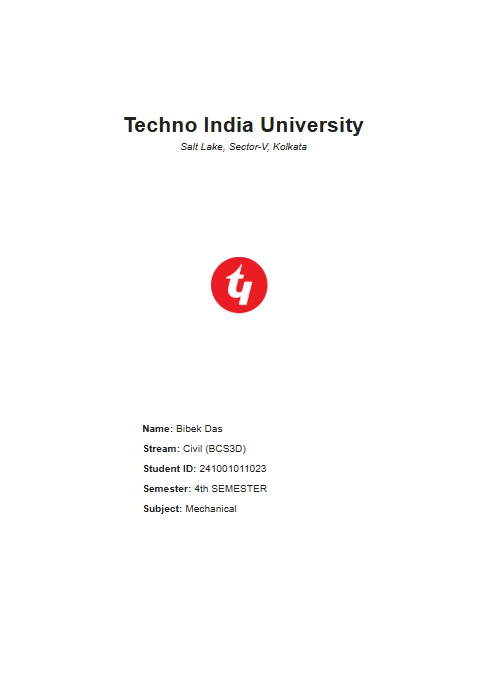 Techno India University
Salt Lake, Sector-V, Kolkata
Name: Bibek Das
Stream: Civil (BCS3D)
Student ID: 241001011023
Semester: 4th SEMESTER
Subject: Mechanical